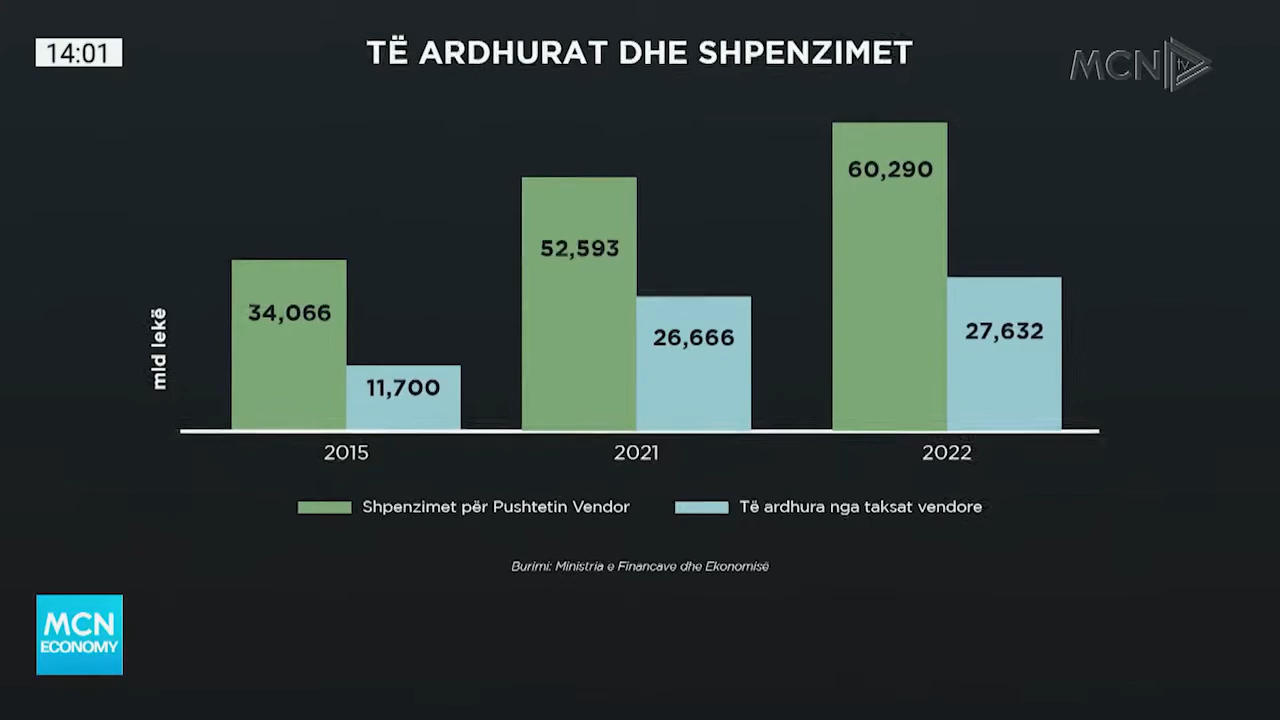 14:01
TË ARDHURAT DHE SHPENZIMET
MCN tv
60,290
52,593
34,066
26,666
27,632
11,700
mld lekë
2015 2021 2022
Shpenzimet për Pushtetin Vendor
Të ardhura nga taksat vendore
Burimi: Ministria e Financave dhe Ekonomisë
MCN
ECONOMY